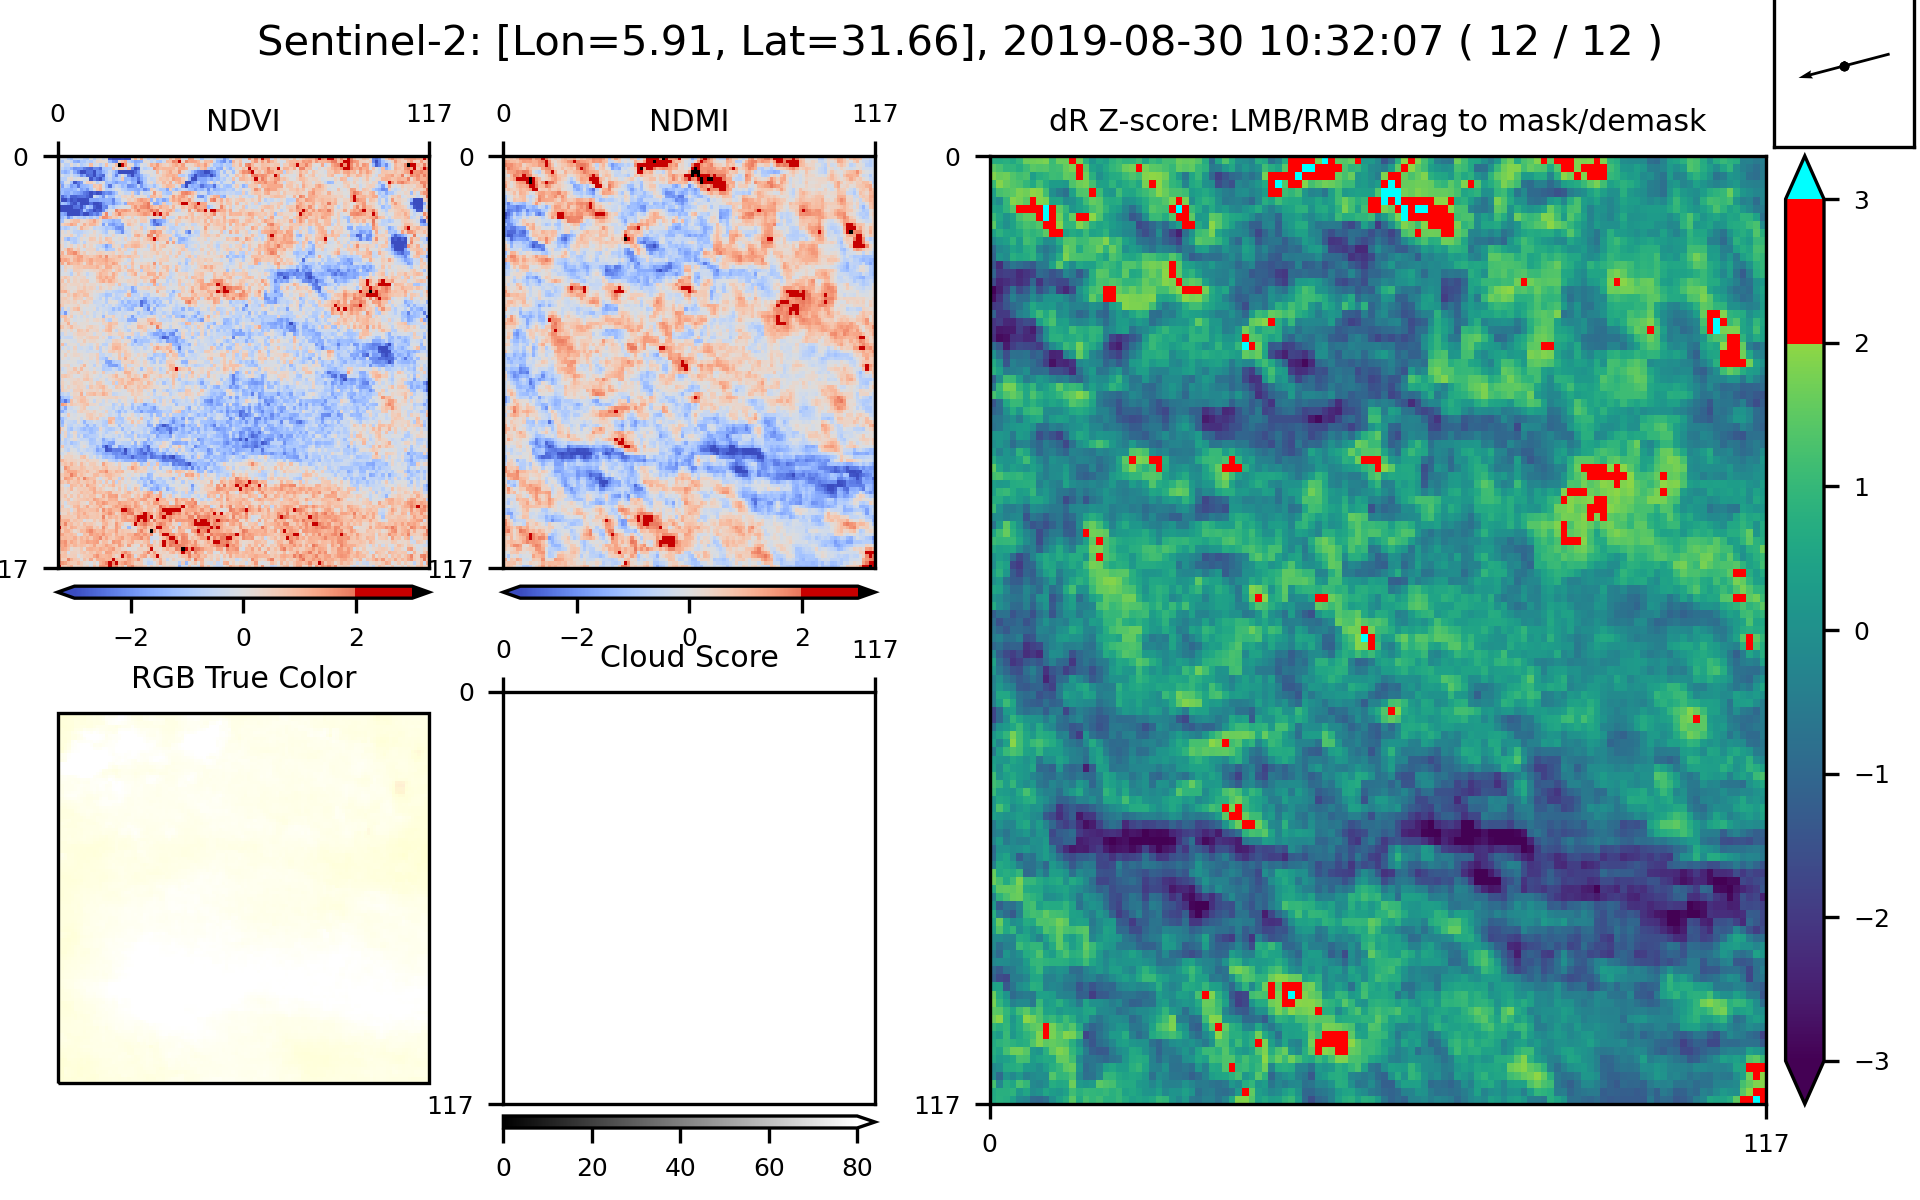 Sentinel-2: [Lon=5.91, Lat=31.66], 2019-08-30 10:32:07 ( 12 / 12 )
0 117
NDVI
0
17
−2 0 2
0 117
NDMI
0
117
−2 0 2
RGB True Color
0 117
Cloud Score
0
117
0 20 40 60 80
dR Z-score: LMB/RMB drag to mask/demask
0
117
0 117
3
2
1
0
−1
−2
−3